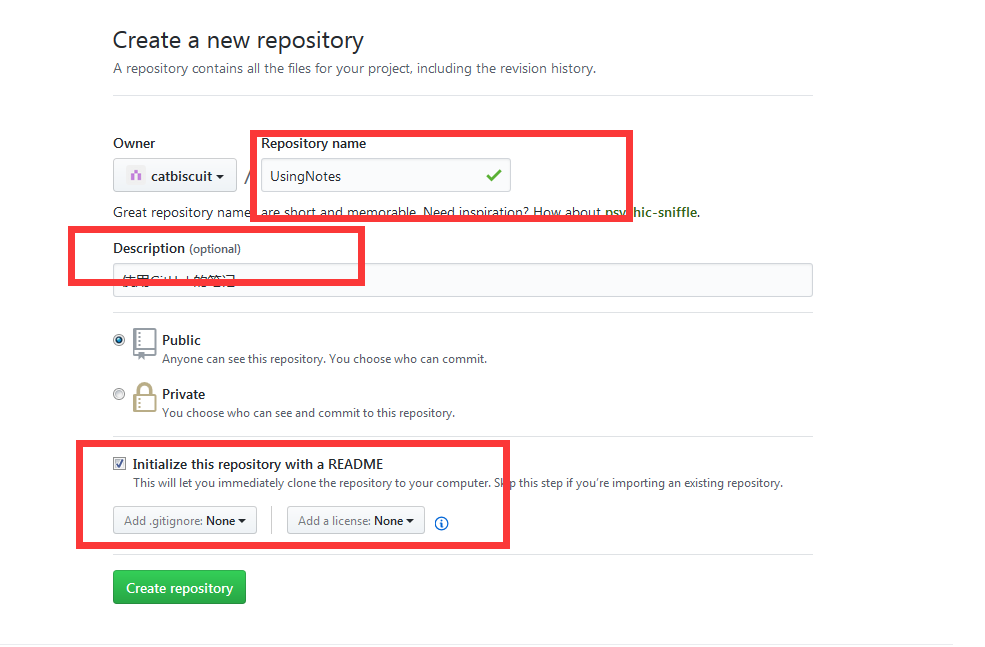 Create a new repository
A repository contains all the files for your project, including the revision history.
Owner
Repository name
catbiscuit
/
UsingNotes
Great repository names are short and memorable. Need inspiration? How about psychic-sniffle.
Description (optional)
使用GitHub的笔记
Public
Anyone can see this repository. You choose who can commit.
Private
You choose who can see and commit to this repository.
Initialize this repository with a README
This will let you immediately clone the repository to your computer. Skip this step if you’re importing an existing repository.
Add .gitignore: None
Add a license: None
Create repository